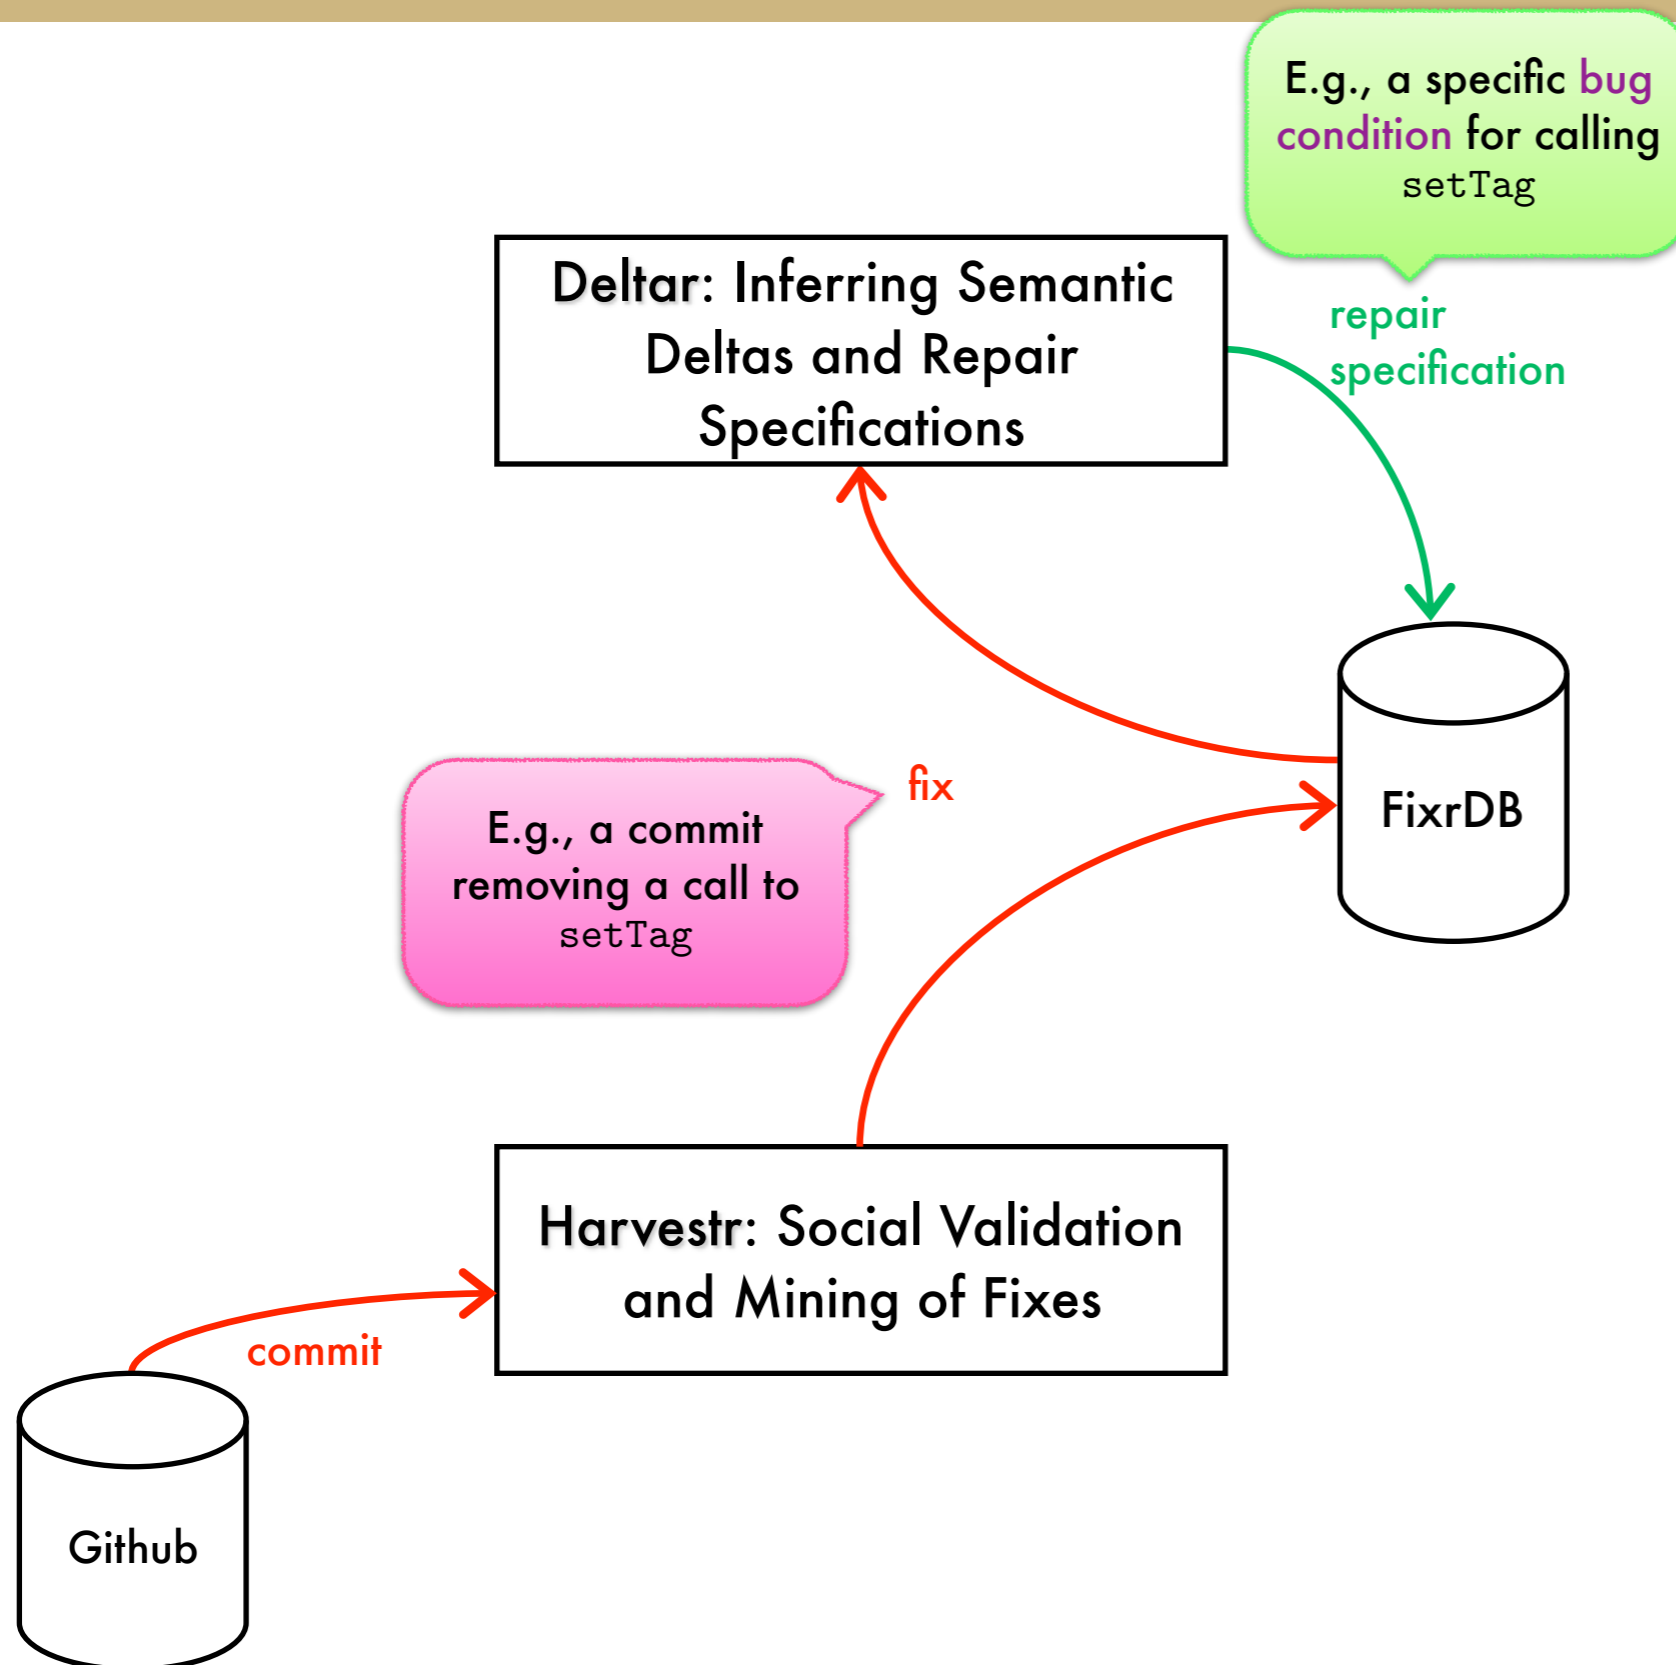 E.g., a specific bug
condition for calling
setTag
Deltar: Inferring Semantic
Deltas and Repair
Specifications
repair
specification
fix
E.g., a commit
removing a call to
setTag
FixrDB
Harvestr: Social Validation
and Mining of Fixes
commit
Github